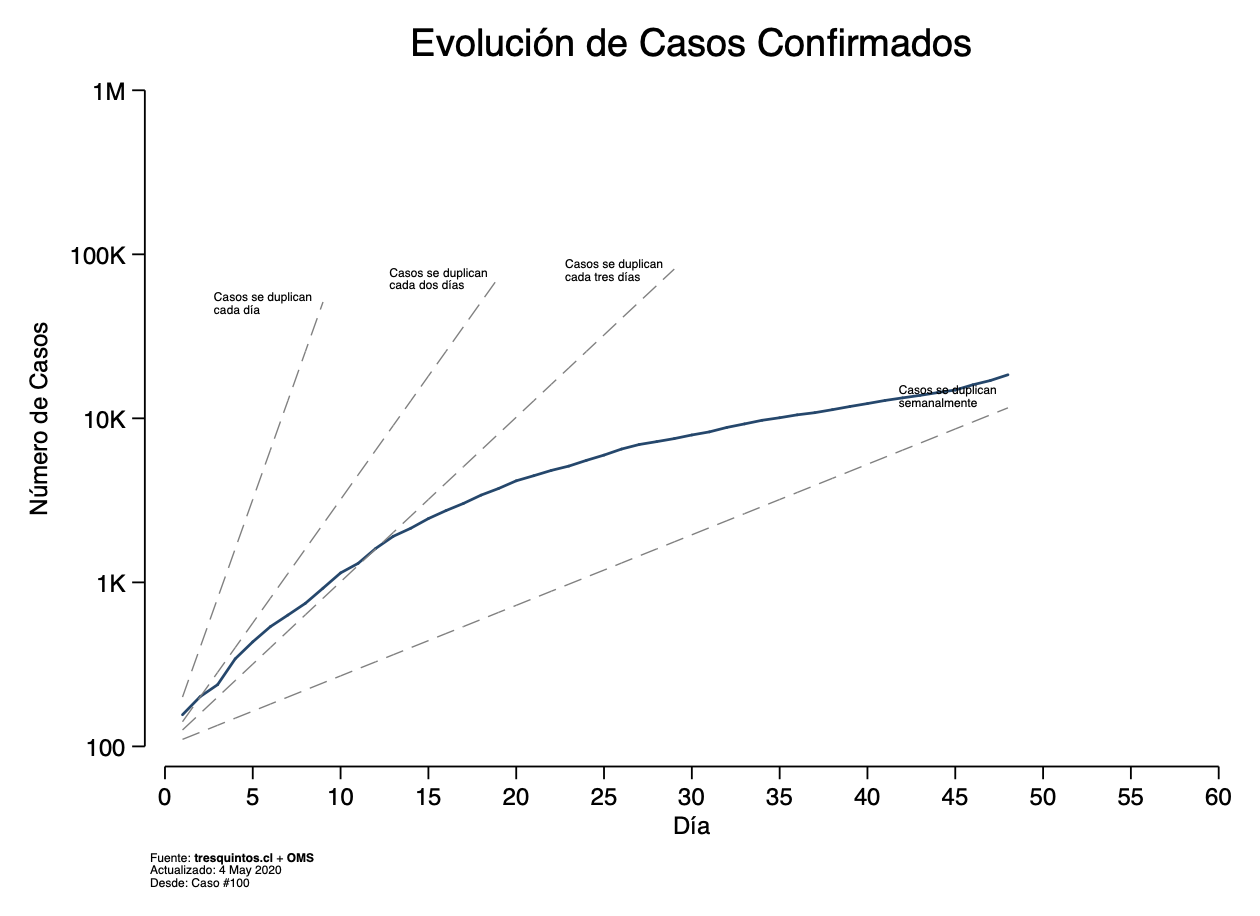 Evolución de Casos Confirmados
1M
100K
10K
1K
100
Número de Casos
Casos se duplican
cada día
Casos se duplican
cada dos días
Casos se duplican
cada tres días
Casos se duplican
semanalmente
0 5 10 15 20 25 30 35 40 45 50 55 60
Día
Fuente: tresquintos.cl + OMS
Actualizado: 4 May 2020
Desde: Caso #100